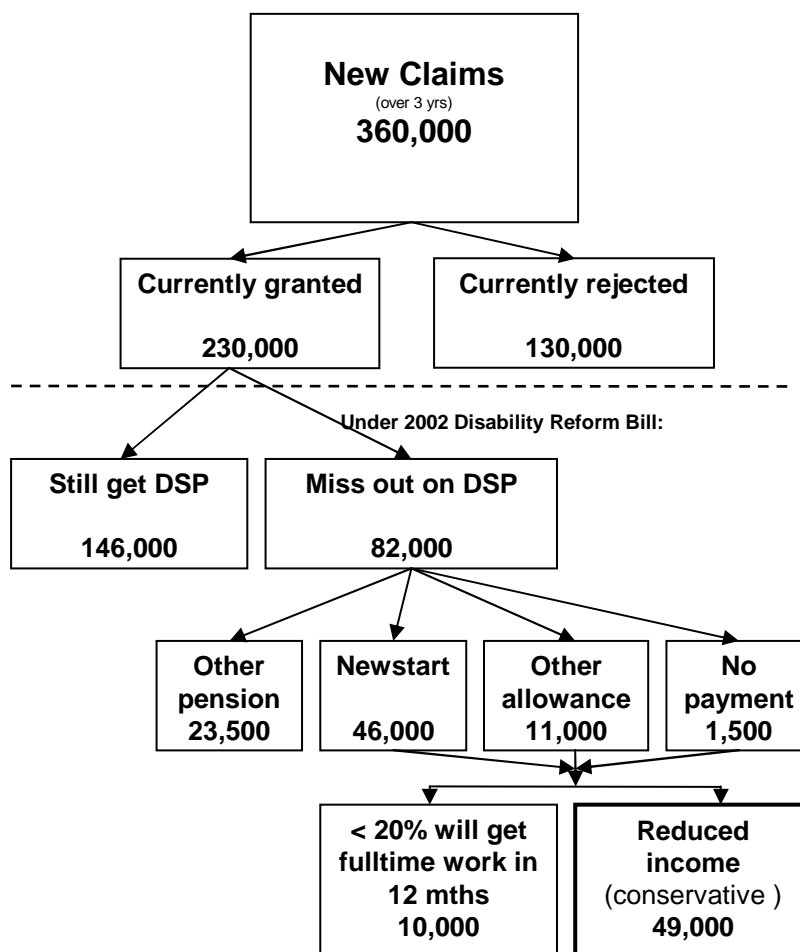 New Claims
(over 3 yrs)
360,000
Currently granted
230,000
Currently rejected
130,000
Under 2002 Disability Reform Bill:
Still get DSP
146,000
Miss out on DSP
82,000
Other
pension
23,500
Newstart
46,000
Other
allowance
11,000
No
payment
1,500
< 20% will get
fulltime work in
12 mths
10,000
Reduced
income
(conservative )
49,000